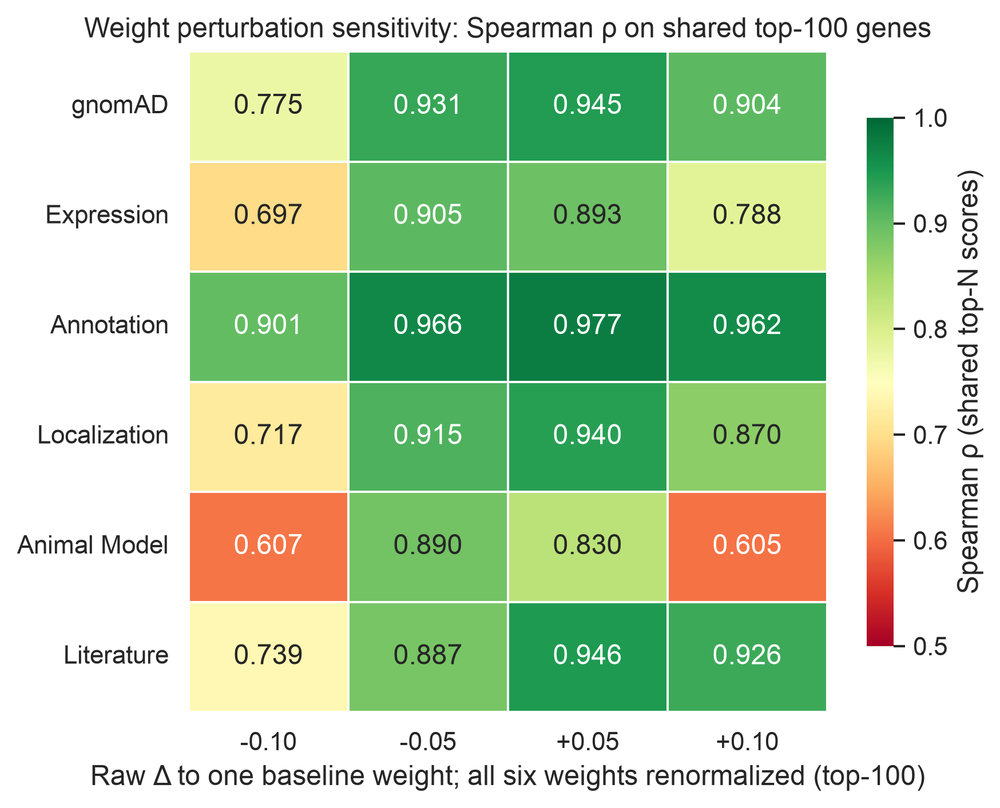 Weight perturbation sensitivity: Spearman ρ on shared top-100 genes
gnomAD 0.775 0.931 0.945 0.904
Expression 0.697 0.905 0.893 0.788
Annotation 0.901 0.966 0.977 0.962
Localization 0.717 0.915 0.940 0.870
Animal Model 0.607 0.890 0.830 0.605
Literature 0.739 0.887 0.946 0.926
-0.10 -0.05 +0.05 +0.10
Raw Δ to one baseline weight; all six weights renormalized (top-100)
1.0
0.9
0.8
0.7
0.6
0.5
Spearman ρ (shared top-N scores)